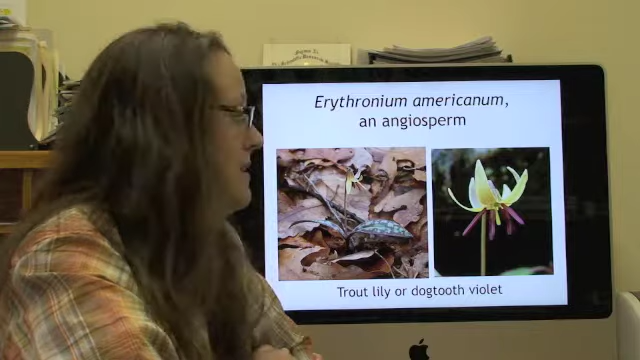 Erythronium americanum,
an angiosperm
Trout lily or dogtooth violet